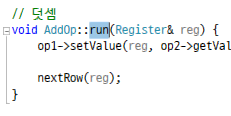 // 덧셈
void AddOp::run(Register& reg) {
op1->setValue(reg, op2->getVal
nextRow(reg);
}